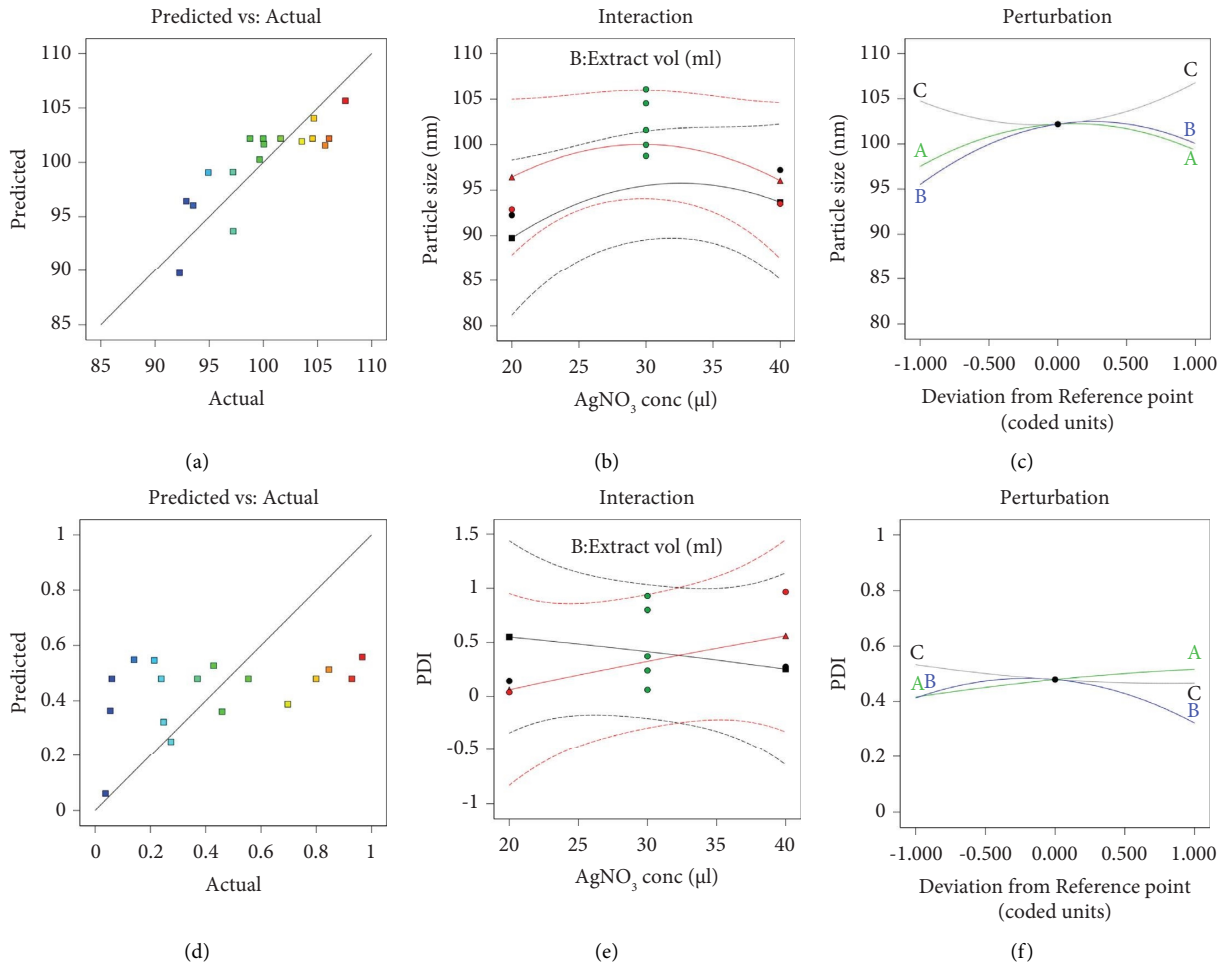 Predicted vs: Actual
110
105
100
95
90
85
Predicted
85 90 95 100 105 110
Actual
(a)
Interaction
B:Extract vol (ml)
110
105
100
95
90
85
80
Particle size (nm)
20 25 30 35 40
AgNO₃ conc (µl)
(b)
Perturbation
110
105
100
95
90
85
80
Particle size (nm)
C
C
A
B
B
A
-1.000 -0.500 0.000 0.500 1.000
Deviation from Reference point
(coded units)
(c)
Predicted vs: Actual
1
0.8
0.6
0.4
0.2
0
Predicted
0 0.2 0.4 0.6 0.8 1
Actual
(d)
Interaction
B:Extract vol (ml)
1.5
1
0.5
0
-0.5
-1
PDI
20 25 30 35 40
AgNO₃ conc (µl)
(e)
Perturbation
1
0.8
0.6
0.4
0.2
0
PDI
C
A B
A
C
B
-1.000 -0.500 0.000 0.500 1.000
Deviation from Reference point
(coded units)
(f)